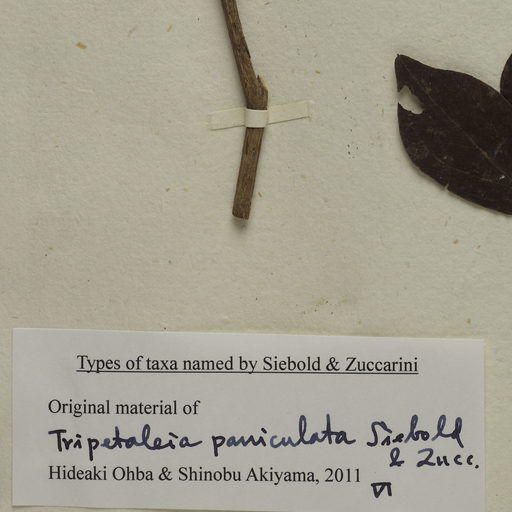 Types of taxa named by Siebold & Zuccarini
Original material of
Tripetaleia paniculata Siebold
& Zucc.
Hideaki Ohba & Shinobu Akiyama, 2011
VI